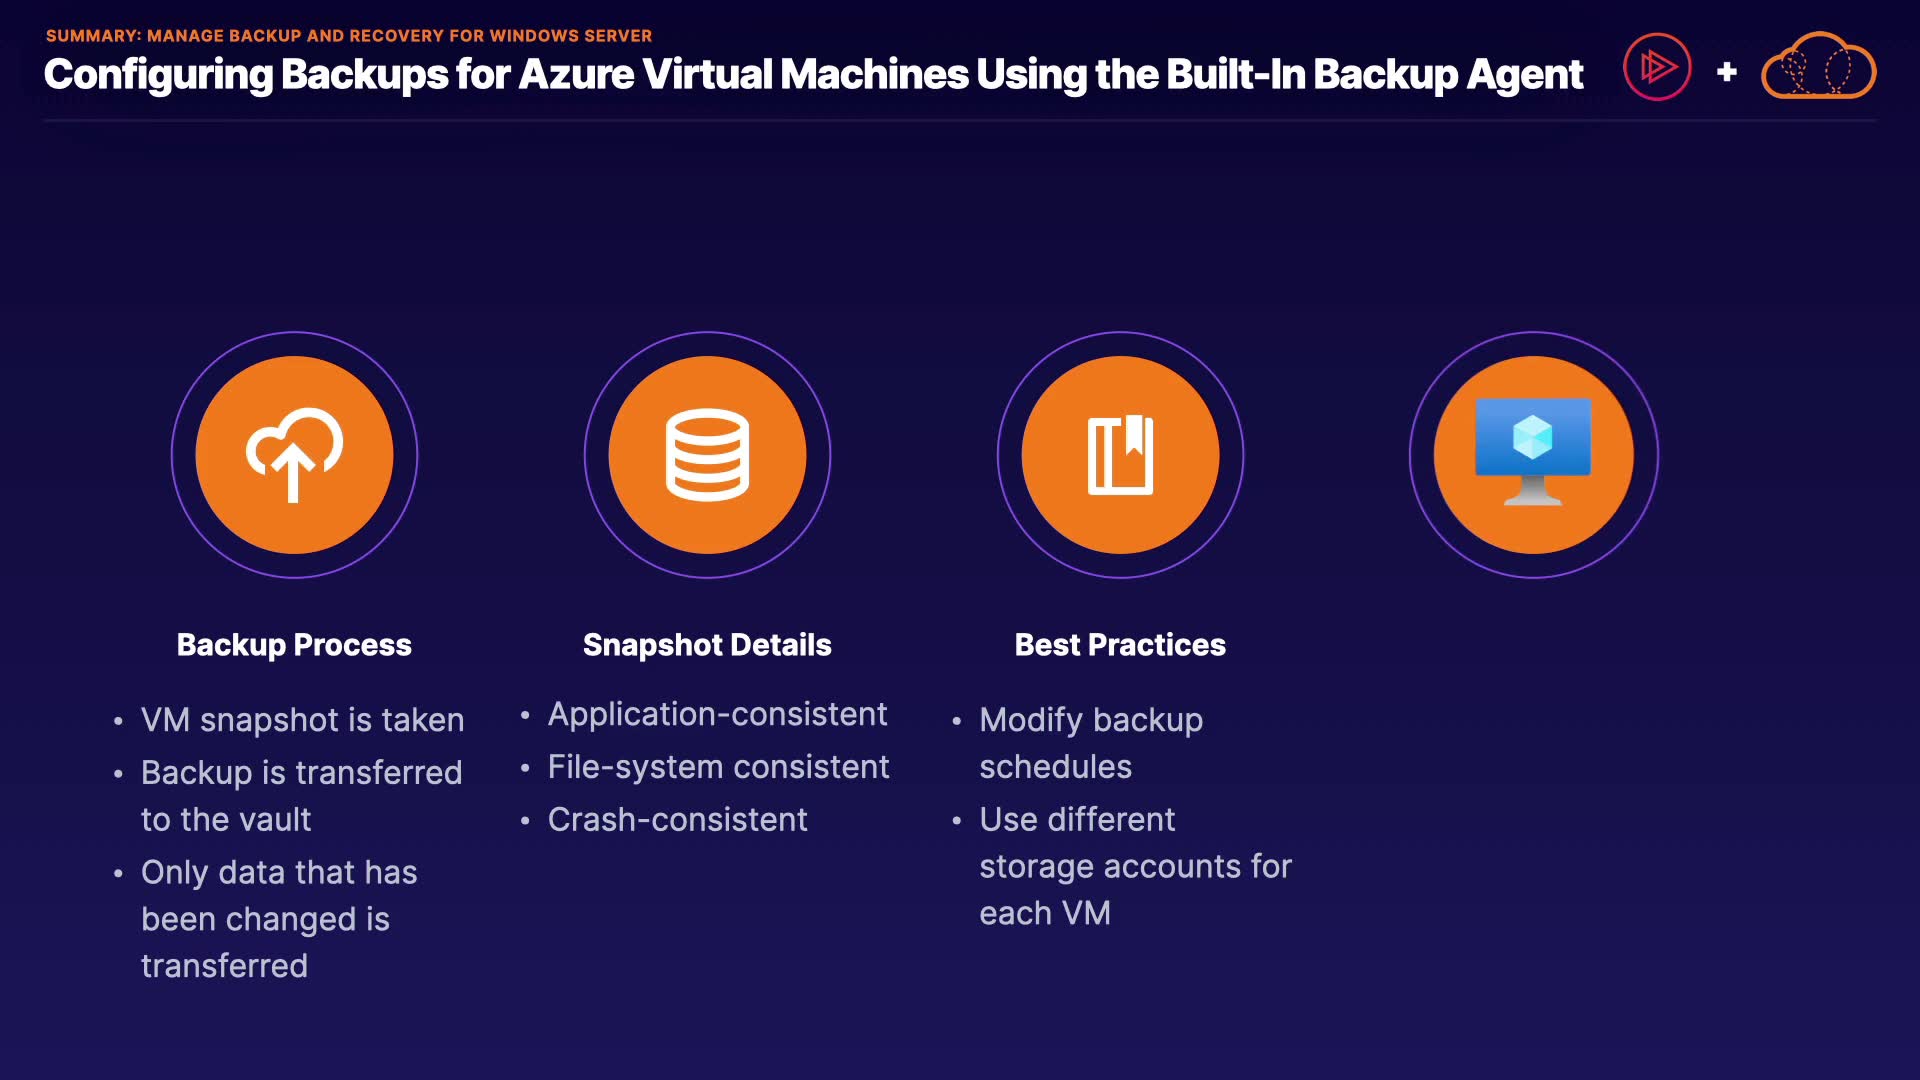 SUMMARY: MANAGE BACKUP AND RECOVERY FOR WINDOWS SERVER
Configuring Backups for Azure Virtual Machines Using the Built-In Backup Agent
+
Backup Process
• VM snapshot is taken
• Backup is transferred
to the vault
• Only data that has
been changed is
transferred
Snapshot Details
• Application-consistent
• File-system consistent
• Crash-consistent
Best Practices
• Modify backup
schedules
• Use different
storage accounts for
each VM